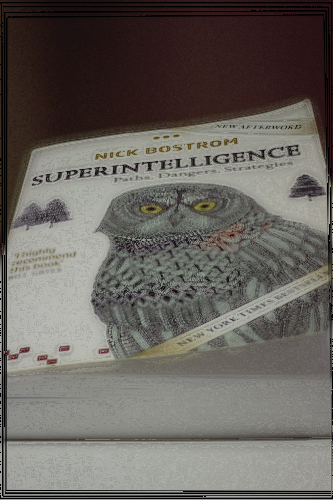 NEW AFTERWORD
NICK BOSTROM
SUPERINTELLIGENCE
Paths, Dangers, Strategies
"I highly
recommend
this book"
BILL GATES
NEW YORK TIMES BESTSELLER